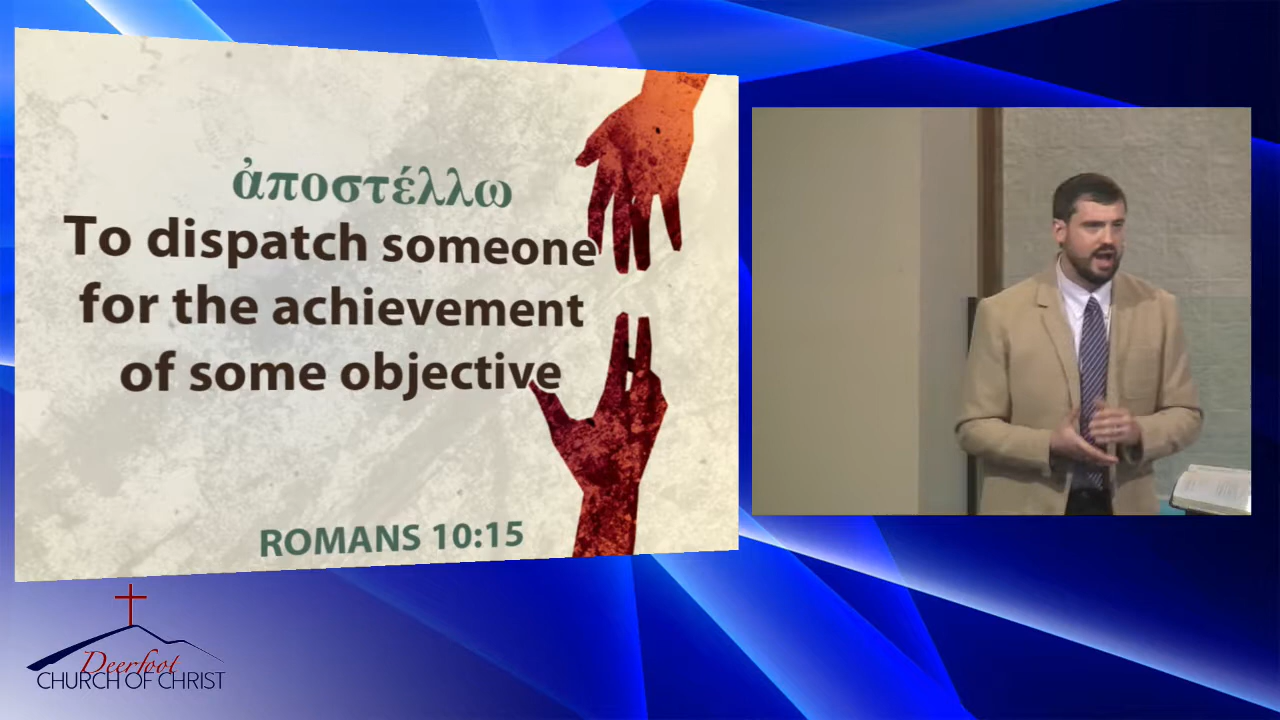 ἀποστέλλω
To dispatch someone
for the achievement
of some objective
ROMANS 10:15
Deerfoot
CHURCH OF CHRIST